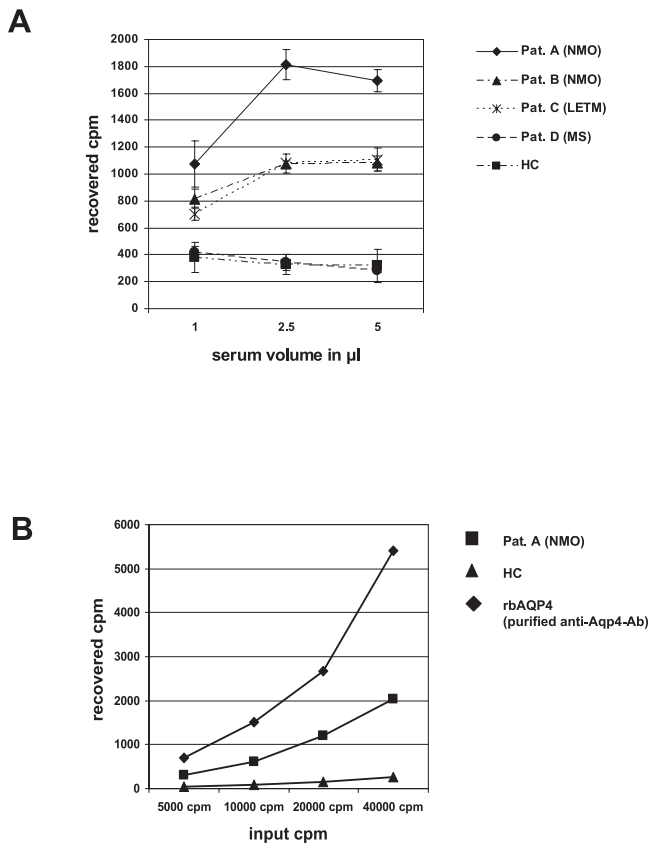 A
2000
1800
1600
1400
1200
1000
800
600
400
200
0
recovered cpm
1 2.5 5
serum volume in µl
Pat. A (NMO)
Pat. B (NMO)
Pat. C (LETM)
Pat. D (MS)
HC
B
6000
5000
4000
3000
2000
1000
0
recovered cpm
5000 cpm 10000 cpm 20000 cpm 40000 cpm
input cpm
Pat. A (NMO)
HC
rbAQP4
(purified anti-Aqp4-Ab)